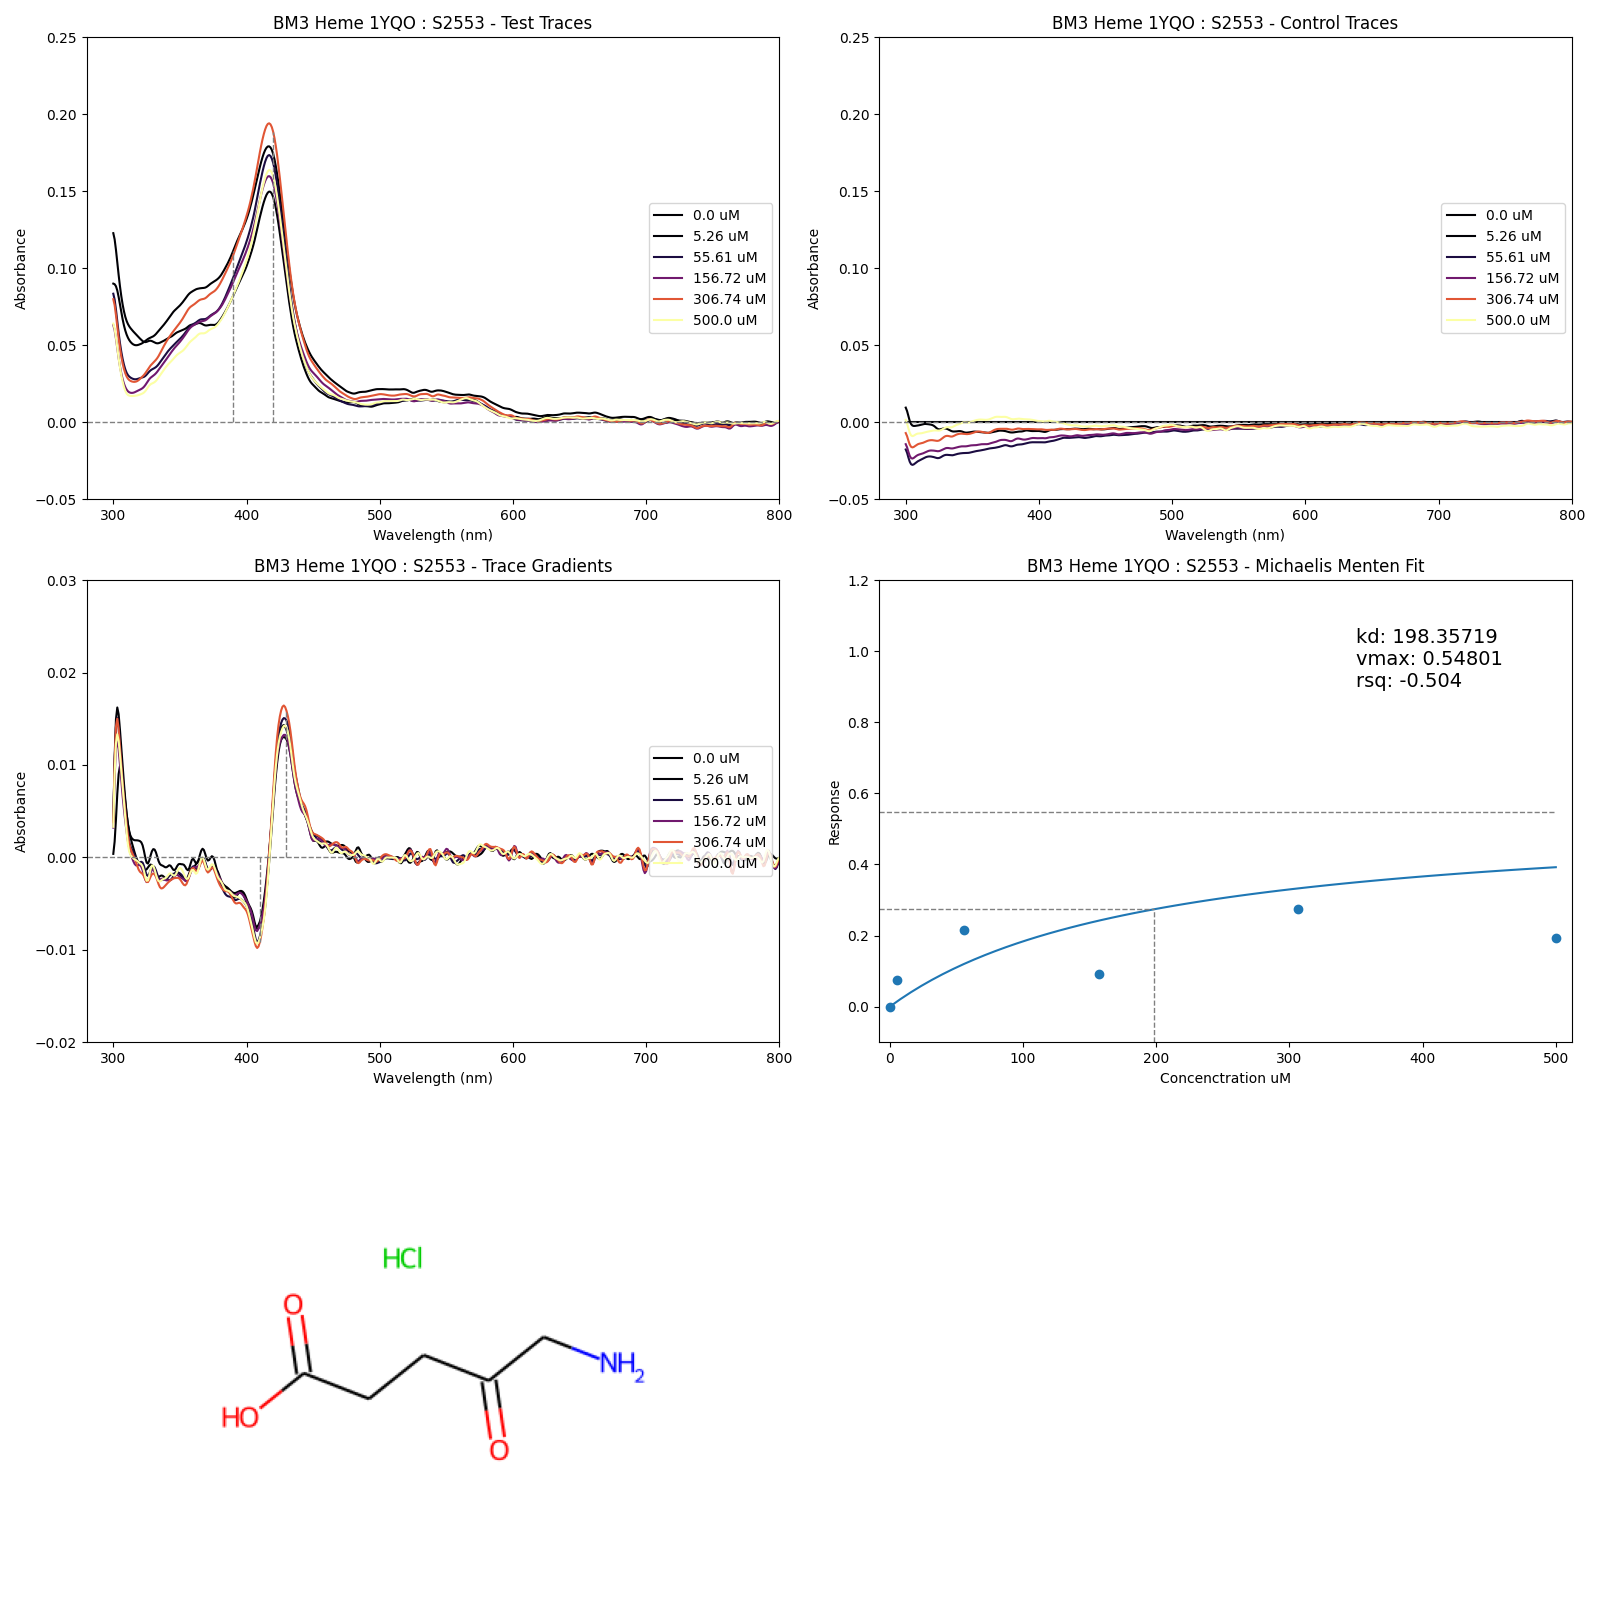 BM3 Heme 1YQO : S2553 - Test Traces
0.25
0.20
0.15
0.10
0.05
0.00
−0.05
Absorbance
300
400
500
600
700
800
Wavelength (nm)
0.0 uM
5.26 uM
55.61 uM
156.72 uM
306.74 uM
500.0 uM
BM3 Heme 1YQO : S2553 - Control Traces
0.25
0.20
0.15
0.10
0.05
0.00
−0.05
Absorbance
300
400
500
600
700
800
Wavelength (nm)
0.0 uM
5.26 uM
55.61 uM
156.72 uM
306.74 uM
500.0 uM
BM3 Heme 1YQO : S2553 - Trace Gradients
0.03
0.02
0.01
0.00
−0.01
−0.02
Absorbance
300
400
500
600
700
800
Wavelength (nm)
0.0 uM
5.26 uM
55.61 uM
156.72 uM
306.74 uM
500.0 uM
BM3 Heme 1YQO : S2553 - Michaelis Menten Fit
1.2
1.0
0.8
0.6
0.4
0.2
0.0
Response
kd: 198.35719
vmax: 0.54801
rsq: -0.504
0
100
200
300
400
500
Concenctration uM
HCl
O
HO
NH2
O